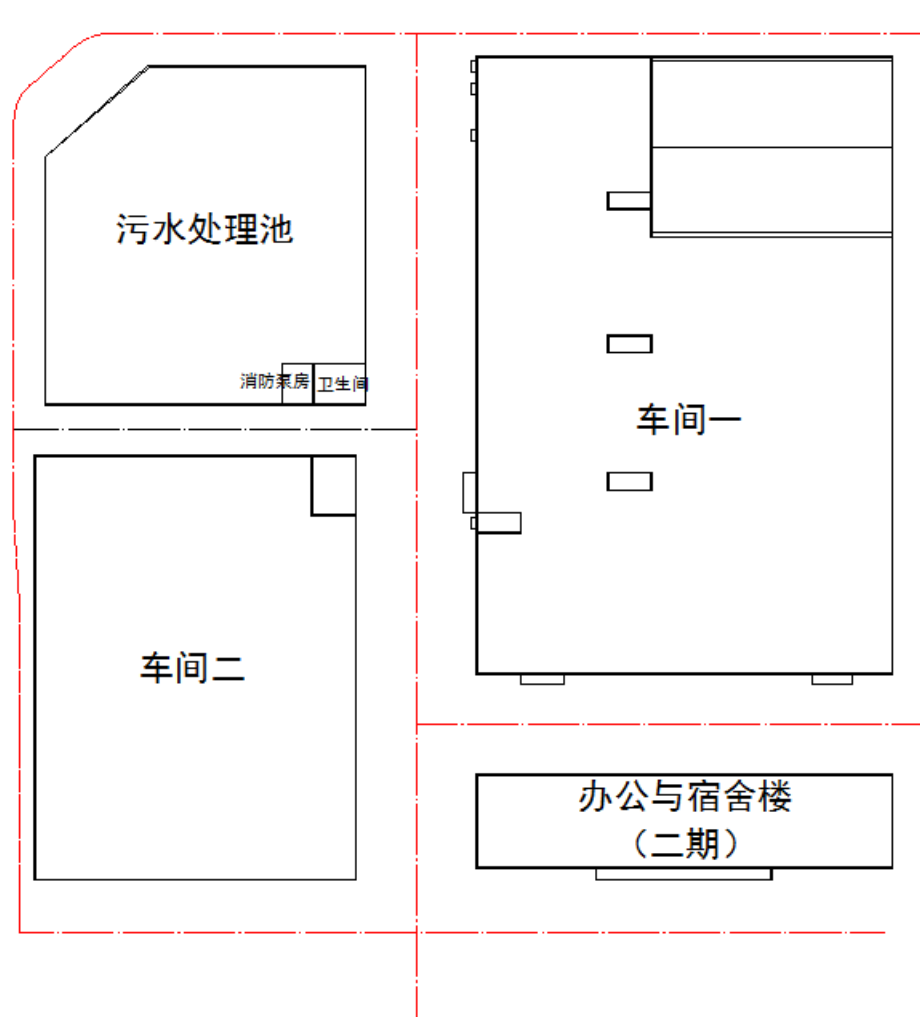 污水处理池
消防泵房
卫生间
车间一
车间二
办公与宿舍楼
（二期）